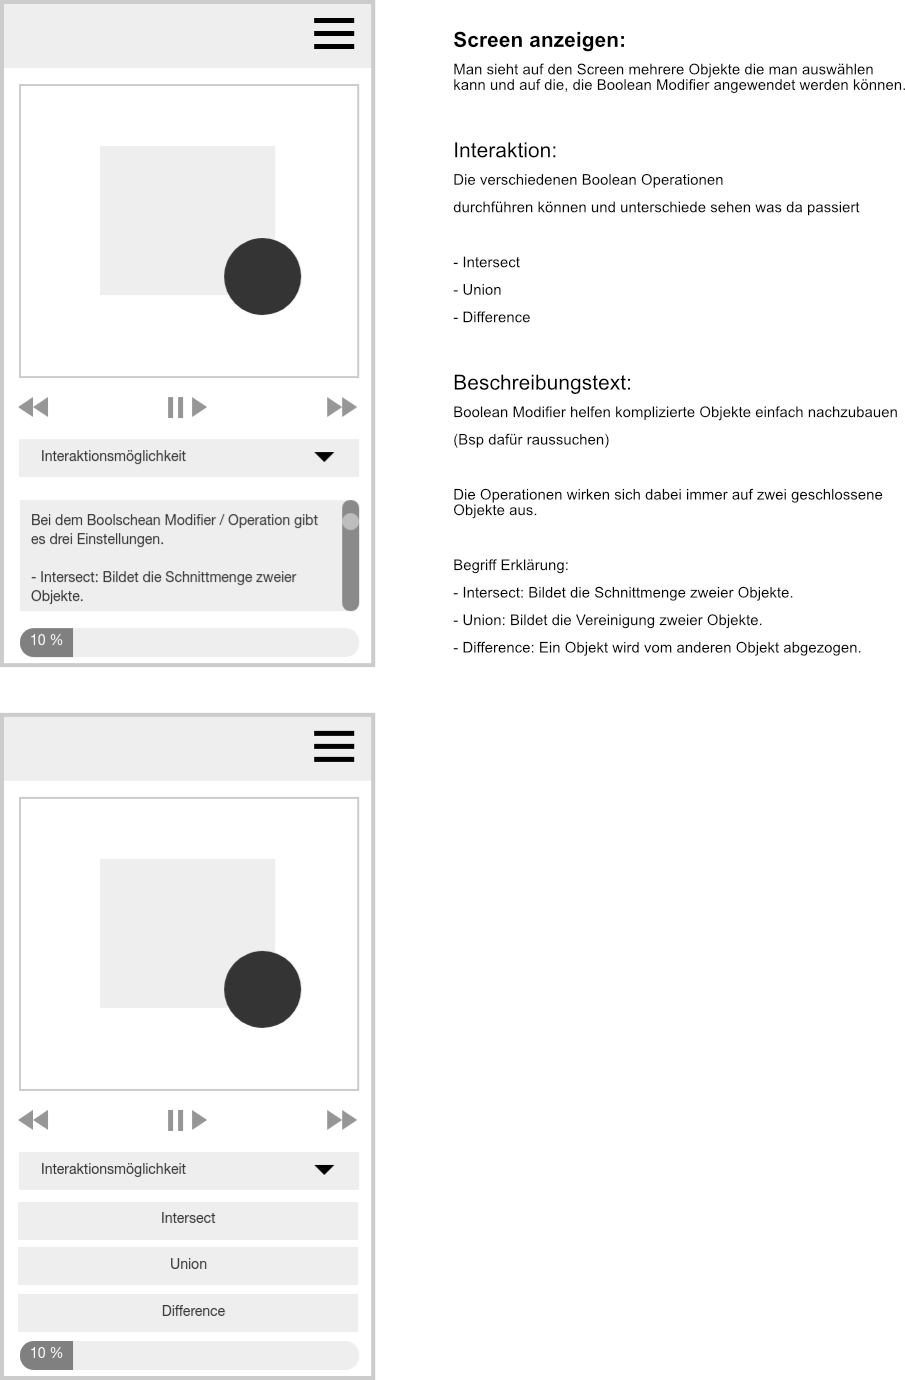 Screen anzeigen:
Man sieht auf den Screen mehrere Objekte die man auswählen
kann und auf die, die Boolean Modifier angewendet werden können.
Interaktion:
Die verschiedenen Boolean Operationen
durchführen können und unterschiede sehen was da passiert
- Intersect
- Union
- Difference
Beschreibungstext:
Boolean Modifier helfen komplizierte Objekte einfach nachzubauen
(Bsp dafür raussuchen)
Die Operationen wirken sich dabei immer auf zwei geschlossene
Objekte aus.
Begriff Erklärung:
- Intersect: Bildet die Schnittmenge zweier Objekte.
- Union: Bildet die Vereinigung zweier Objekte.
- Difference: Ein Objekt wird vom anderen Objekt abgezogen.
Interaktionsmöglichkeit
Bei dem Boolschean Modifier / Operation gibt
es drei Einstellungen.
- Intersect: Bildet die Schnittmenge zweier
Objekte.
10 %
Interaktionsmöglichkeit
Intersect
Union
Difference
10 %